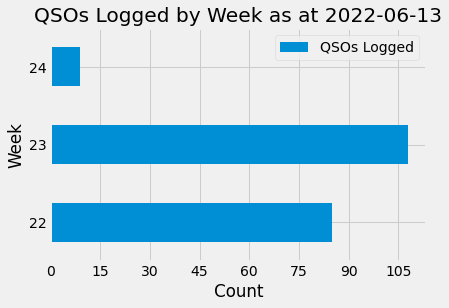 QSOs Logged by Week as at 2022-06-13
QSOs Logged
24
23
22
Week
0 15 30 45 60 75 90 105
Count